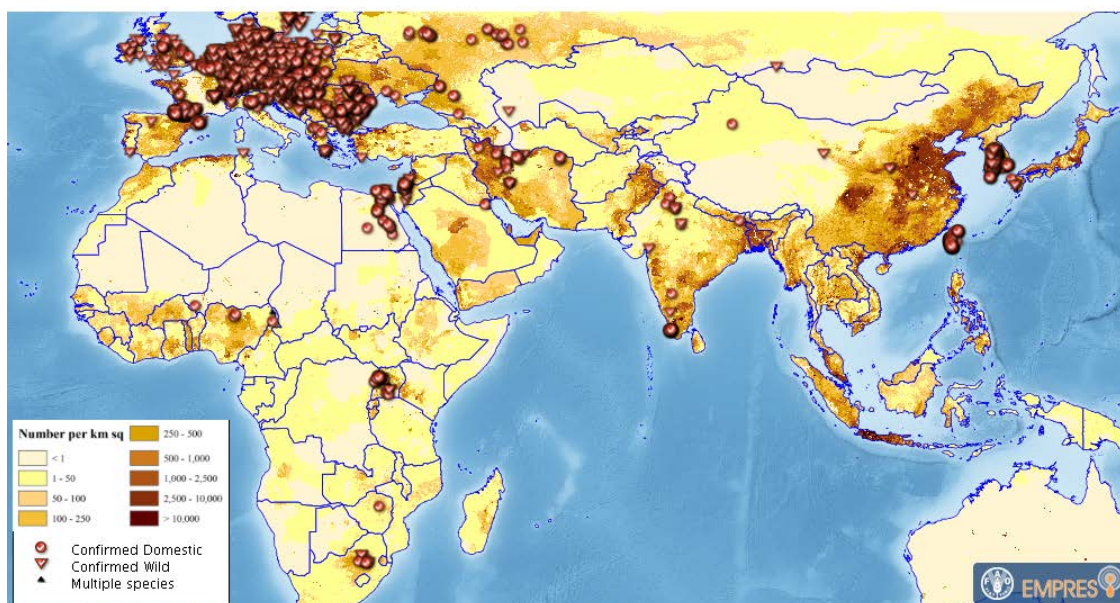 Number per km sq
< 1
1 - 50
50 - 100
100 - 250
250 - 500
500 - 1,000
1,000 - 2,500
2,500 - 10,000
> 10,000
Confirmed Domestic
Confirmed Wild
Multiple species
FAO
EMPRES